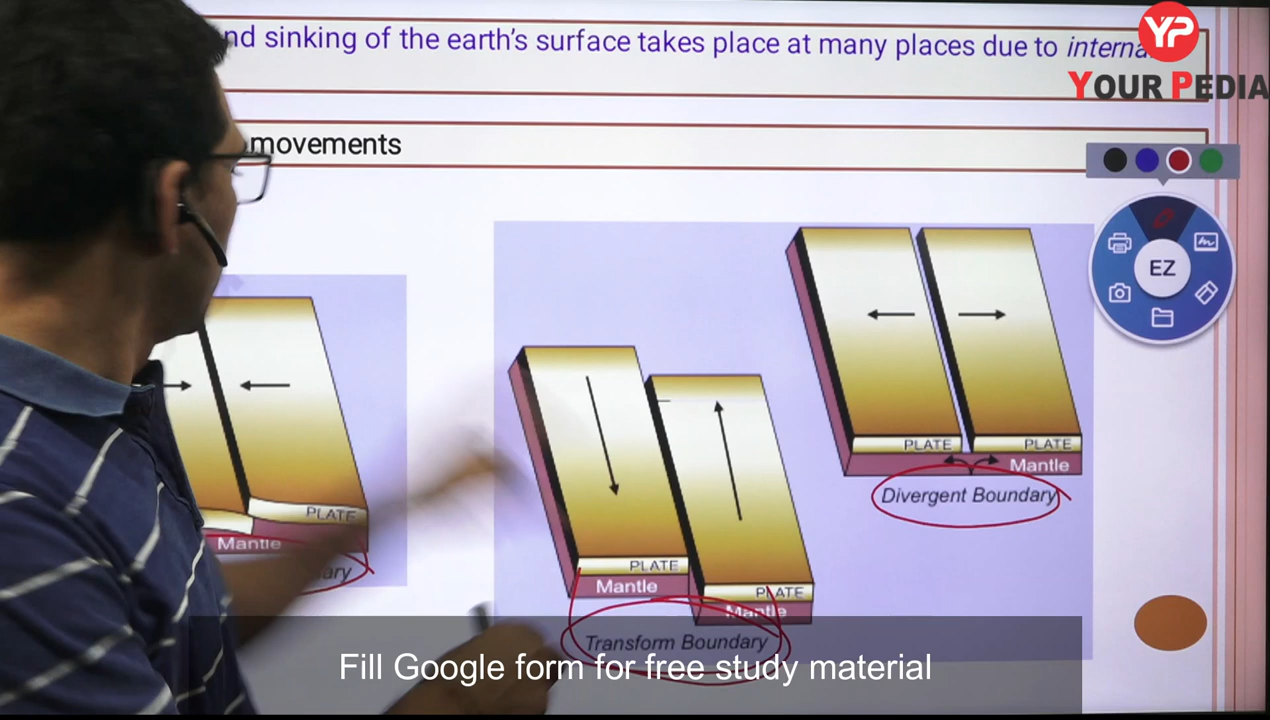 nd sinking of the earth's surface takes place at many places due to interna
YP
YOUR PEDIA
movements
EZ
PLATE
Mantle
ary
PLATE
Mantle
PLATE
Mantle
Transform Boundary
PLATE
PLATE
Mantle
Divergent Boundary
Fill Google form for free study material